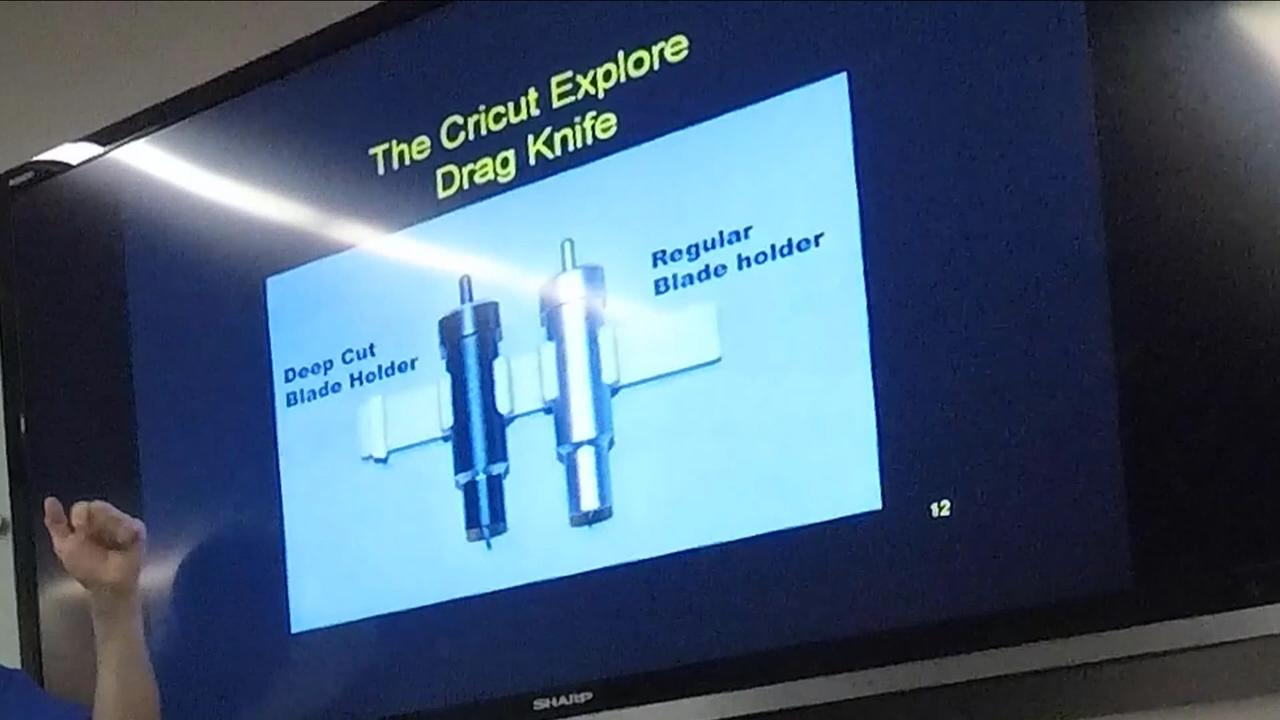 The Cricut Explore
Drag Knife
Regular
Blade holder
Deep Cut
Blade Holder
12
SHARP